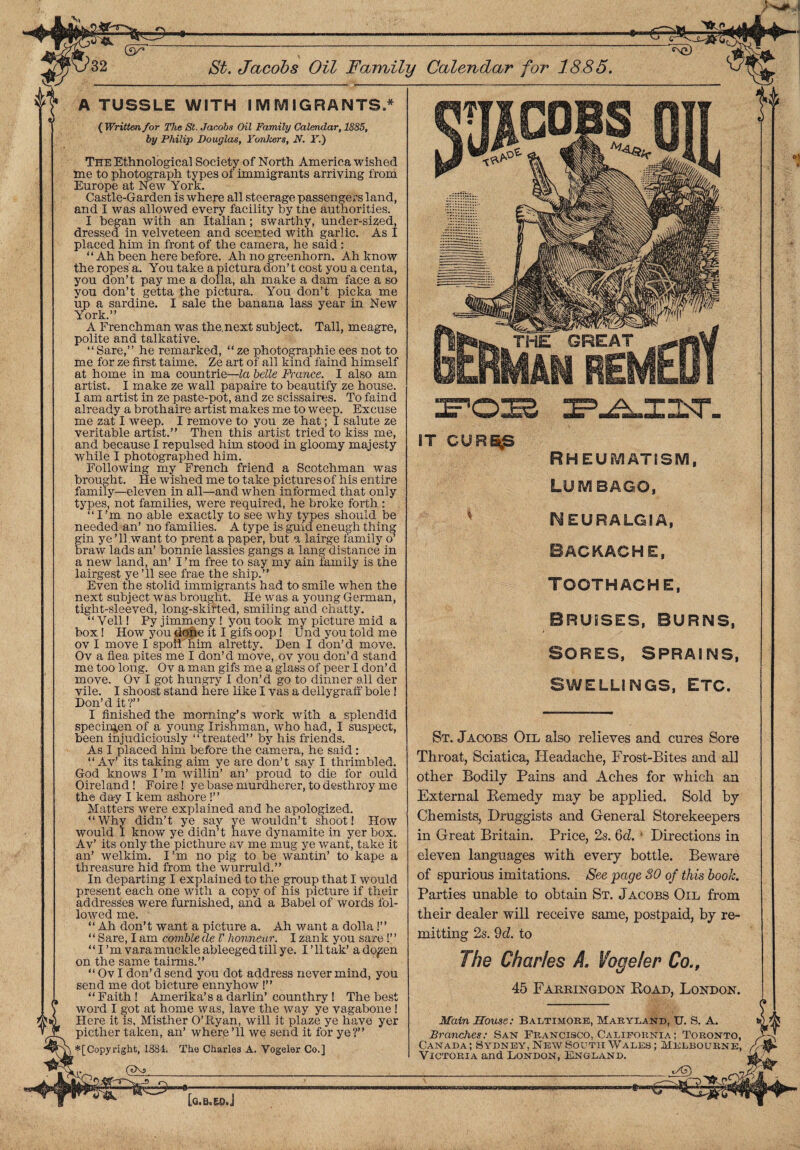 32
St. Jacobs Oil Family Calendar for 1885.
A TUSSLE WITH IMMIGRANTS.*
(Written for The St. Jacobs Oil Family Calendar, 1885,
by Philip Douglas, Yonkers, N. Y.)
THE Ethnological Society of North America wished
me to photograph types of immigrants arriving from
Europe at New York.
Castle-Garden is where all steerage passengers land,
and I was allowed every facility by the authorities.
I began with an Italian; swarthy, under-sized,
dressed in velveteen and scented with garlic. As I
placed him in front of the camera, he said:
“Ah been here before. Ah no greenhorn. Ah know
the ropes a. You take a pictura don’t cost you a centa,
you don’t pay me a dolla, ah make a dam face a so
you don’t getta the pictura. You don’t picka me
up a sardine. I sale the banana lass year in New
York.”
A Frenchman was the next subject. Tall, meagre,
polite and talkative.
“Sare,” he remarked, “ze photographie ees not to
me for ze first taime. Ze art of all kind faind himself
at home in ma countrie—la belle France. I also am
artist. I make ze wall papaire to beautify ze house.
I am artist in ze paste-pot, and ze scissaires. To faind
already a brothaire artist makes me to weep. Excuse
me zat I weep. I remove to you ze hat; I salute ze
veritable artist.” Then this artist tried to kiss me,
and because I repulsed him stood in gloomy majesty
while I photographed him.
Following my French friend a Scotchman was
brought. He wished me to take pictures of his entire
family—eleven in all—and when informed that only
types, not families, were required, he broke forth:
“I’m no able exactly to see why types should be
needed an’ no families. A type is guid eneugh thing
gin ye’ll want to prent a paper, but a lairge family o’
braw lads an’ bonnie lassies gangs a lang distance in
a new land, an’ I’m free to say my ain family is the
lairgest ye’ll see frae the ship.”
Even the stolid immigrants had to smile when the
next subject was brought. He was a young German,
tight-sleeved, long-skirted, smiling and chatty.
“Vell! Py jimmeny! you took my picture mid a
box! How you done it I gifs oop! Und you told me
ov I move I spoil him alretty. Den I don’d move.
Ov a flea pites me I don’d move, ov you don’d stand
me too long. Ov a man gifs me a glass of peer I don’d
move. Ov I got hungry I don’d go to dinner all der
vile. I shoost stand here like I vas a dellygraff bole!
Don’d it?”
I finished the morning’s work with a splendid
specimen of a young Irishman, who had, I suspect,
been injudiciously “treated” by his friends.
As I placed him before the camera, he said:
“Av’ its taking aim ye are don’t say I thrimbled.
God knows I’m willin’ an’ proud to die for ould
Oireland! Foire! ye base murdherer, to desthroy me
the day I kem ashore!”
Matters were explained and he apologized.
“Why didn’t ye say ye wouldn’t shoot! How
would I know ye didn’t have dynamite in yer box.
Av’ its only the picthure av me mug ye want, take it
an’ welkim. I’m no pig to be wantin’ to kape a
threasure hid from the wurruld.”
In departing I explained to the group that I would
present each one with a copy of his picture if their
addresses were furnished, and a Babel of words fol-
lowed me.
“Ah don’t want a picture a. Ah want a dolla!”
“Sare, I am comble de l’ honneur. I zank you sare!”
“I’m vara muckle ableeged till ye. I’ll tak’ a dozen
on the same tairms.”
“Ov I don’d send you dot address never mind, you
send me dot bicture ennyhow!”
“Faith! Amerika’s a darlin’ counthry! The best
word I got at home was, lave the way ye vagabone!
Here it is, Misther O’Ryan, will it plaze ye have yer
picther taken, an’ where’ll we send it for ye?”
*[Copyright, 1884. The Charles A. Vogeler Co.]
ST JACOBS OIL
TRADE MARK
THE GREAT
GERMAN REMEDY
FOR PAIN.
IT CURES
RHEUMATISM,
LUMBAGO,
NEURALGIA,
BACKACHE,
TOOTHACHE,
BRUISES, BURNS,
SORES, SPRAINS,
SWELLINGS, ETC.
ST. JACOBS OIL also relieves and cures Sore
Throat, Sciatica, Headache, Frost-Bites and all
other Bodily Pains and Aches for which an
External Remedy may be applied. Sold by
Chemists, Druggists and General Storekeepers
in Great Britain. Price, 2s. 6d. Directions in
eleven languages with every bottle. Beware
of spurious imitations. See page 30 of this book.
Parties unable to obtain ST. JACOBS OIL from
their dealer will receive same, postpaid, by re-
mitting 2s. 9d. to
The Charles A. Vogeler Co.,
45 FARRINGDON ROAD, LONDON.
Main House: BALTIMORE, MARYLAND, U. S. A.
Branches: SAN FRANCISCO, CALIFORNIA; TORONTO,
CANADA; SYDNEY, NEW SOUTH WALES; MELBOURNE,
VICTORIA and LONDON, ENGLAND.
[G.B.ED.]